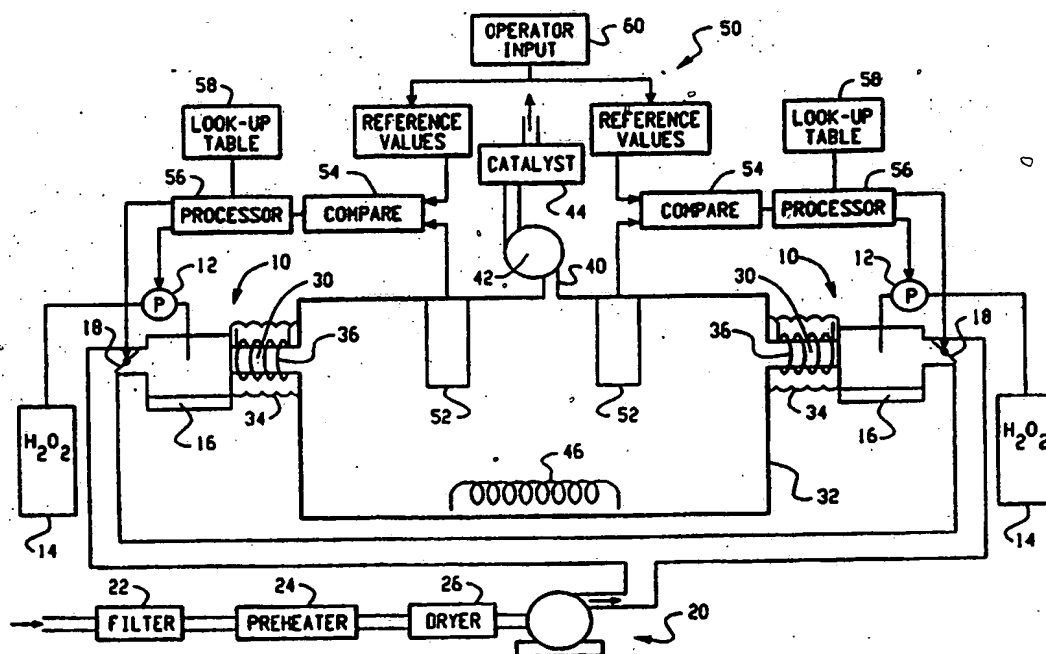 OPERATOR
INPUT
60
50
58
LOOK-UP
TABLE
REFERENCE
VALUES
REFERENCE
VALUES
58
LOOK-UP
TABLE
CATALYST
44
56
PROCESSOR
54
COMPARE
54
COMPARE
56
PROCESSOR
42
40
12
P
10
30
36
18
34
16
52
52
12
P
10
30
36
18
34
16
H2O2
14
46
32
H2O2
14
22
FILTER
24
PREHEATER
26
DRYER
20